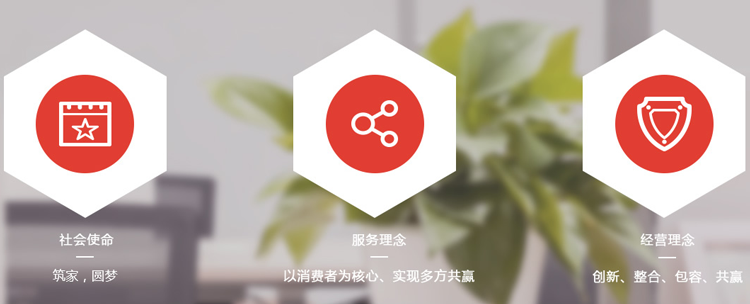 社会使命
筑家，圆梦
服务理念
以消费者为核心、实现多方共赢
经营理念
创新、整合、包容、共赢